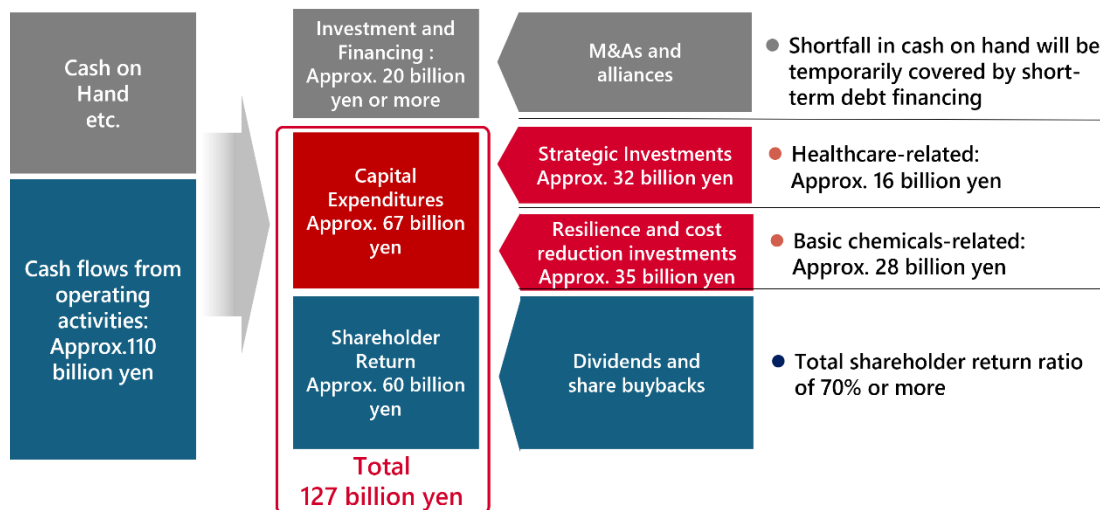 Cash on
Hand
etc.
Cash flows from
operating
activities:
Approx.110
billion yen
Investment and
Financing :
Approx. 20 billion
yen or more
Capital
Expenditures
Approx. 67 billion
yen
Shareholder
Return
Approx. 60 billion
yen
Total
127 billion yen
M&As and
alliances
Strategic Investments
Approx. 32 billion yen
Resilience and cost
reduction investments
Approx. 35 billion yen
Dividends and
share buybacks
Shortfall in cash on hand will be
temporarily covered by short-
term debt financing
Healthcare-related:
Approx. 16 billion yen
Basic chemicals-related:
Approx. 28 billion yen
Total shareholder return ratio
of 70% or more